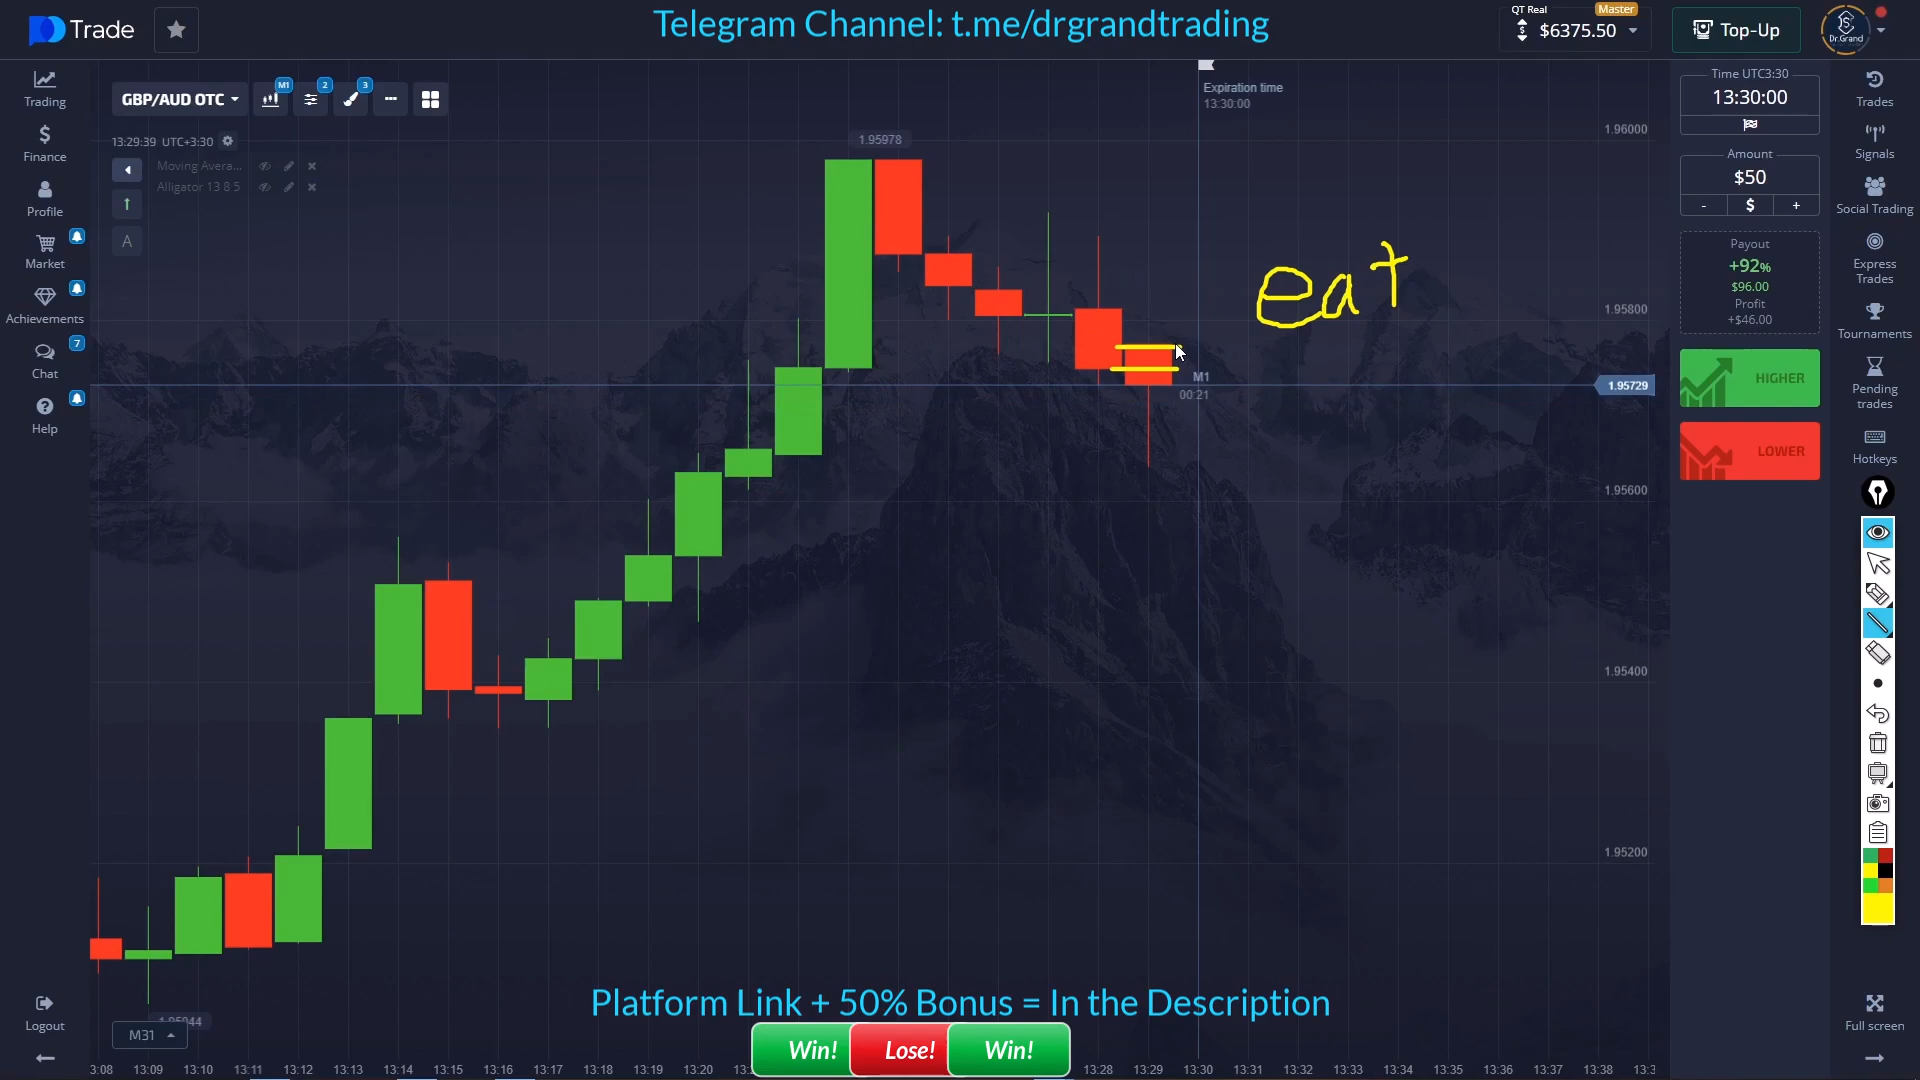 Trade
Telegram Channel: t.me/drgrandtrading
QT Real
Master
$6375.50
Top-Up
Dr.Grand
Trading
Finance
Profile
Market
Achievements
7
Chat
Help
Logout
GBP/AUD OTC
M1
2
3
13:29:39 UTC+3:30
Moving Avera...
Alligator 13 8 5
A
1.95978
Expiration time
13:30:00
eat
M1
00:21
1.96000
1.95800
1.95729
1.95600
1.95400
1.95200
Time UTC3:30
13:30:00
Amount
$50
- $ +
Payout
+92%
$96.00
Profit
+$46.00
HIGHER
LOWER
Trades
Signals
Social Trading
Express
Trades
Tournaments
Pending
trades
Hotkeys
Full screen
Platform Link + 50% Bonus = In the Description
M31
Win! Lose! Win!
3:08 13:09 13:10 13:11 13:12 13:13 13:14 13:15 13:16 13:17 13:18 13:19 13:20 13:28 13:29 13:30 13:31 13:32 13:33 13:34 13:35 13:36 13:37 13:38